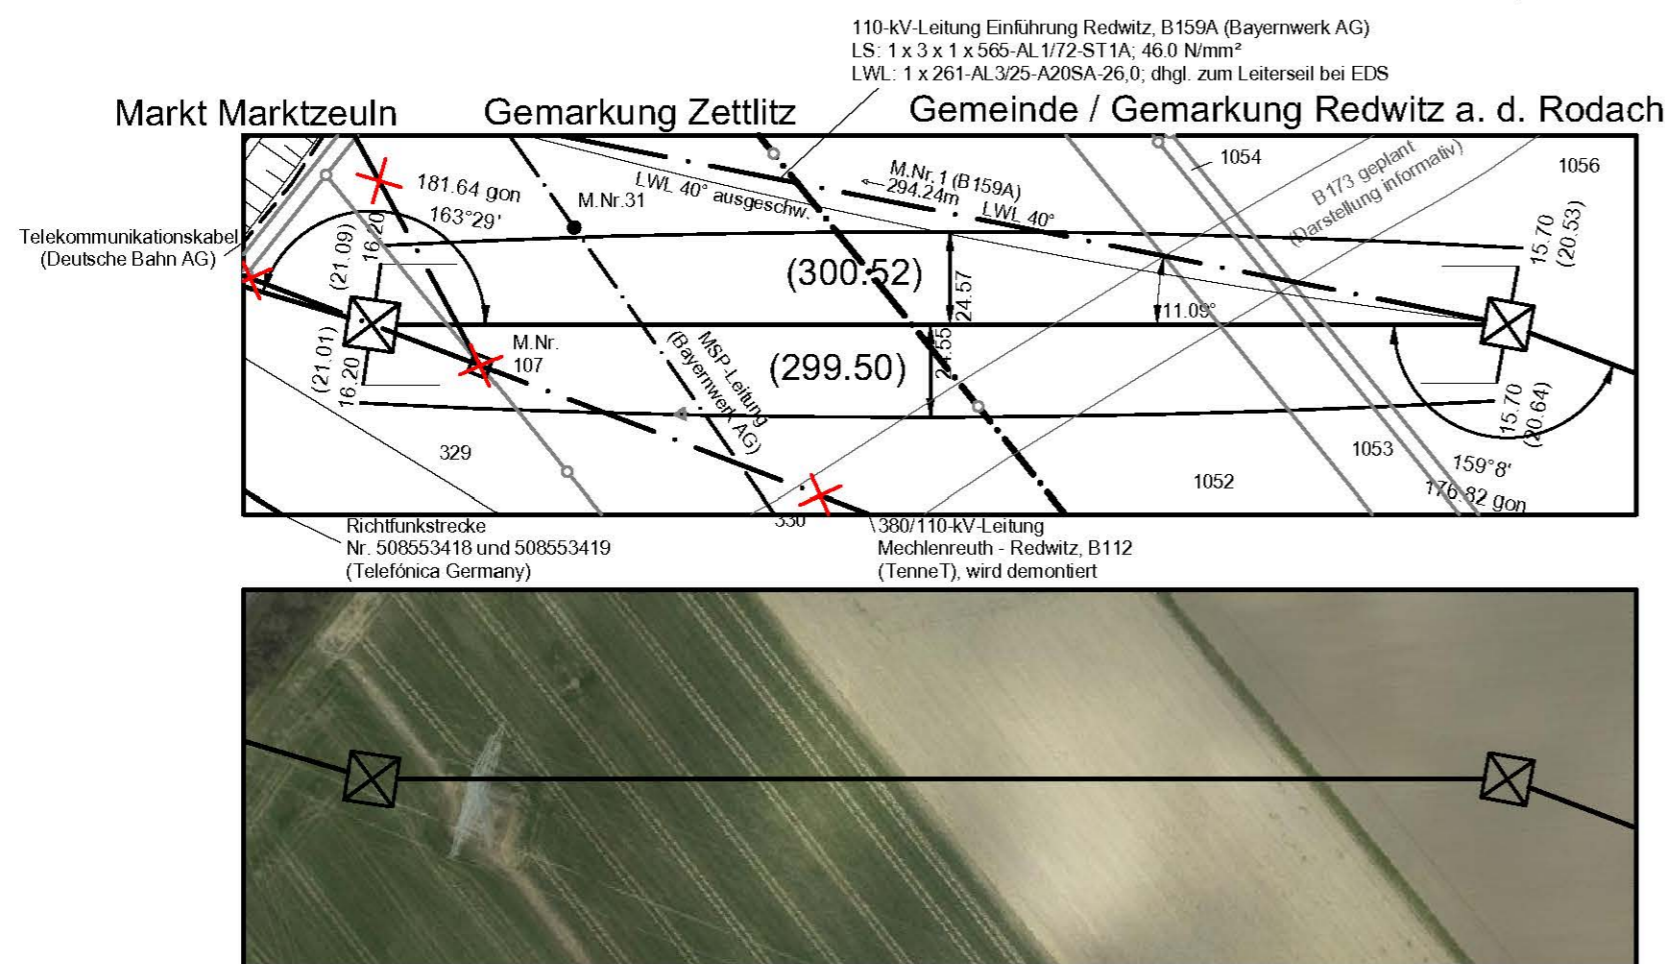 110-kV-Leitung Einführung Redwitz, B159A (Bayernwerk AG)
LS: 1 x 3 x 1 x 565-AL1/72-ST1A; 46.0 N/mm²
LWL: 1 x 261-AL3/25-A20SA-26,0; dhgl. zum Leiterseil bei EDS
Markt Marktzeuln
Gemarkung Zettlitz
Gemeinde / Gemarkung Redwitz a. d. Rodach
181.64 gon
163°29'
M.Nr.31
LWL 40° ausgeschw.
M.Nr.1 (B159A)
294.24m
LWL 40°
1054
B173 geplant
(Darstellung informativ)
1056
Telekommunikationskabel
(Deutsche Bahn AG)
(21.09)
16.20
(300.52)
24.57
11.09°
15.70
(20.53)
(21.01)
16.20
M.Nr.
107
MSP-Leitung
(Bayernwerk AG)
(299.50)
24.55
15.70
(20.64)
329
1052
1053
159°8'
176.82 gon
330
Richtfunkstrecke
Nr. 508553418 und 508553419
(Telefónica Germany)
380/110-kV-Leitung
Mechlenreuth - Redwitz, B112
(TenneT), wird demontiert